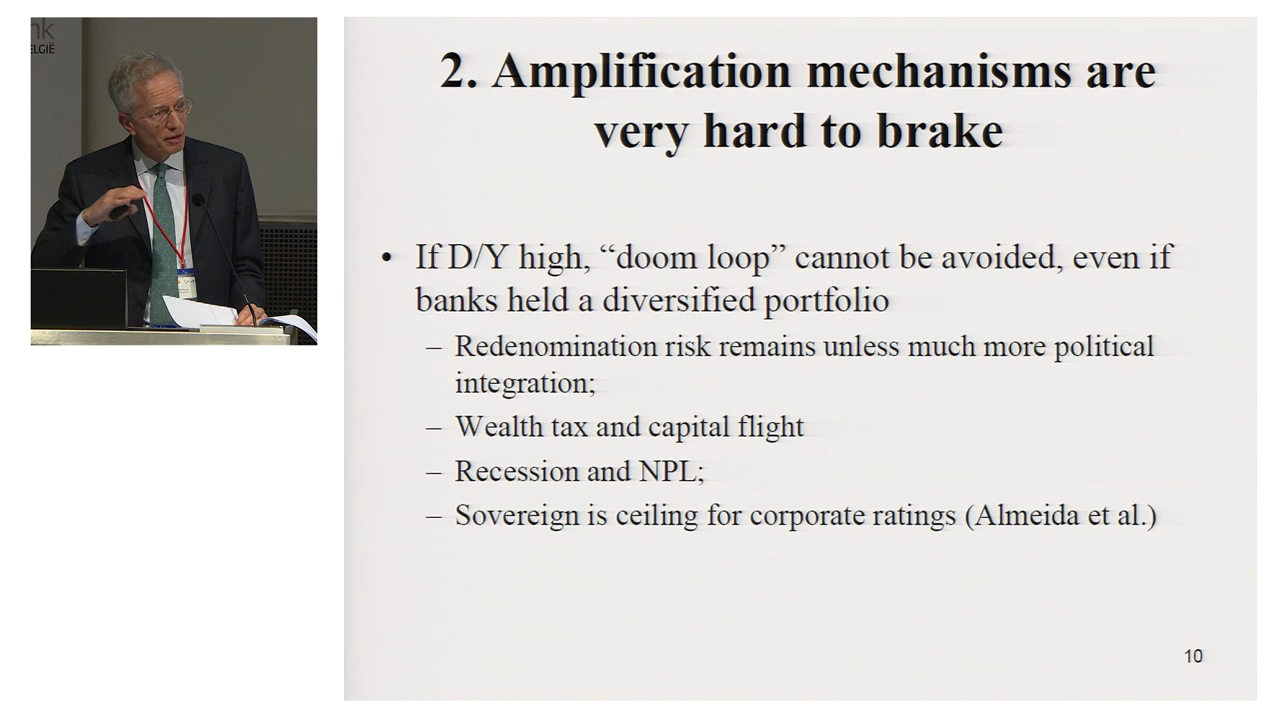 nk
ELGIË
2. Amplification mechanisms are
very hard to brake
• If D/Y high, “doom loop” cannot be avoided, even if
banks held a diversified portfolio
– Redenomination risk remains unless much more political
integration;
– Wealth tax and capital flight
– Recession and NPL;
– Sovereign is ceiling for corporate ratings (Almeida et al.)
10